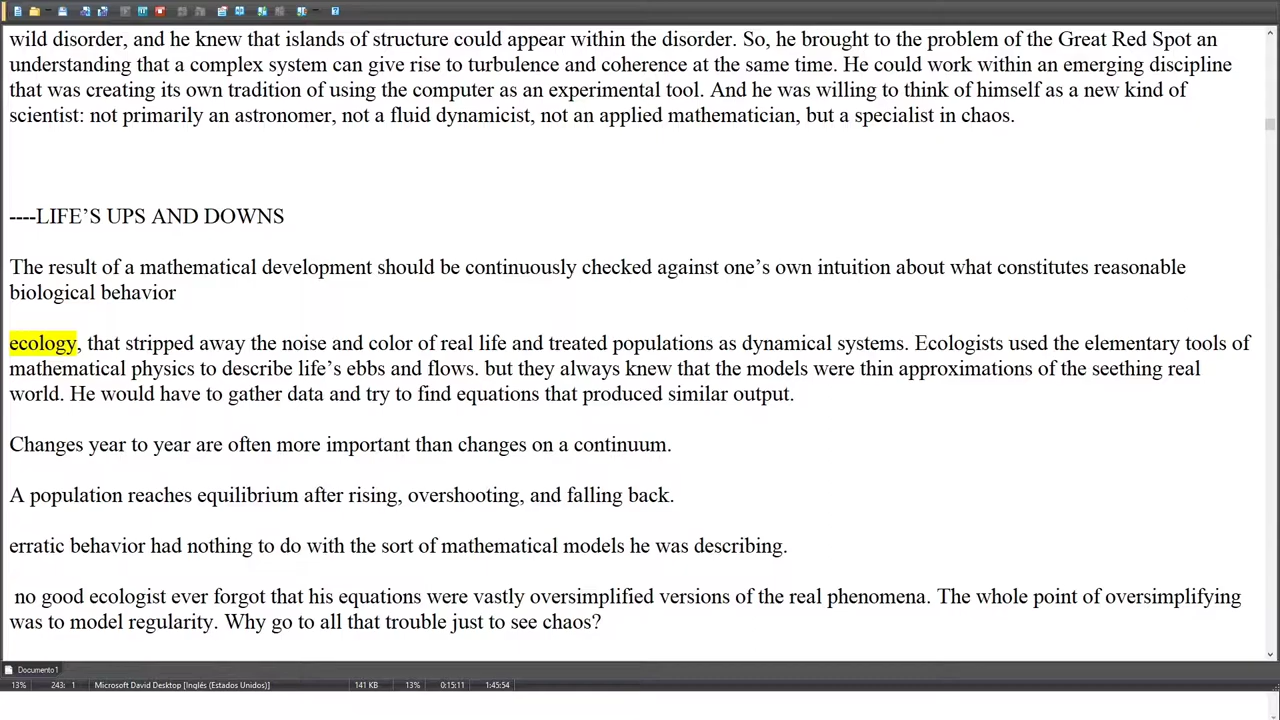 wild disorder, and he knew that islands of structure could appear within the disorder. So, he brought to the problem of the Great Red Spot an
understanding that a complex system can give rise to turbulence and coherence at the same time. He could work within an emerging discipline
that was creating its own tradition of using the computer as an experimental tool. And he was willing to think of himself as a new kind of
scientist: not primarily an astronomer, not a fluid dynamicist, not an applied mathematician, but a specialist in chaos.
----LIFE’S UPS AND DOWNS
The result of a mathematical development should be continuously checked against one’s own intuition about what constitutes reasonable
biological behavior
ecology, that stripped away the noise and color of real life and treated populations as dynamical systems. Ecologists used the elementary tools of
mathematical physics to describe life’s ebbs and flows. but they always knew that the models were thin approximations of the seething real
world. He would have to gather data and try to find equations that produced similar output.
Changes year to year are often more important than changes on a continuum.
A population reaches equilibrium after rising, overshooting, and falling back.
erratic behavior had nothing to do with the sort of mathematical models he was describing.
no good ecologist ever forgot that his equations were vastly oversimplified versions of the real phenomena. The whole point of oversimplifying
was to model regularity. Why go to all that trouble just to see chaos?
Documento1
13% 243: 1 Microsoft David Desktop [Inglés (Estados Unidos)] 141 KB 13% 0:15:11 1:45:54